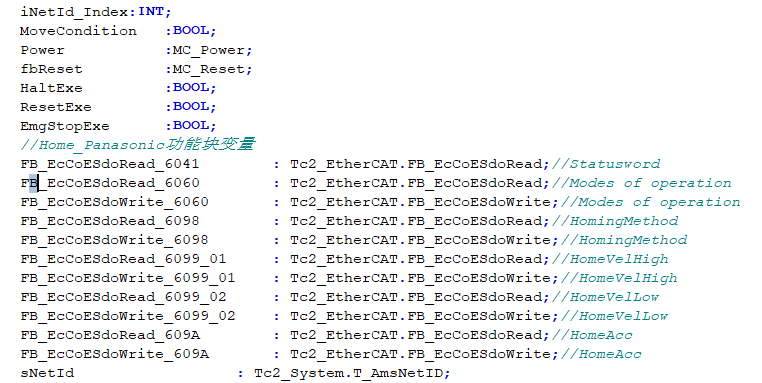 iNetId_Index:INT;
MoveCondition :BOOL;
Power :MC_Power;
fbReset :MC_Reset;
HaltExe :BOOL;
ResetExe :BOOL;
EmgStopExe :BOOL;
//Home_Panasonic功能块变量
FB_EcCoESdoRead_6041 : Tc2_EtherCAT.FB_EcCoESdoRead;//Statusword
FB_EcCoESdoRead_6060 : Tc2_EtherCAT.FB_EcCoESdoRead;//Modes of operation
FB_EcCoESdoWrite_6060 : Tc2_EtherCAT.FB_EcCoESdoWrite;//Modes of operation
FB_EcCoESdoRead_6098 : Tc2_EtherCAT.FB_EcCoESdoRead;//HomingMethod
FB_EcCoESdoWrite_6098 : Tc2_EtherCAT.FB_EcCoESdoWrite;//HomingMethod
FB_EcCoESdoRead_6099_01 : Tc2_EtherCAT.FB_EcCoESdoRead;//HomeVelHigh
FB_EcCoESdoWrite_6099_01 : Tc2_EtherCAT.FB_EcCoESdoWrite;//HomeVelHigh
FB_EcCoESdoRead_6099_02 : Tc2_EtherCAT.FB_EcCoESdoRead;//HomeVelLow
FB_EcCoESdoWrite_6099_02 : Tc2_EtherCAT.FB_EcCoESdoWrite;//HomeVelLow
FB_EcCoESdoRead_609A : Tc2_EtherCAT.FB_EcCoESdoRead;//HomeAcc
FB_EcCoESdoWrite_609A : Tc2_EtherCAT.FB_EcCoESdoWrite;//HomeAcc
sNetId : Tc2_System.T_AmsNetID;